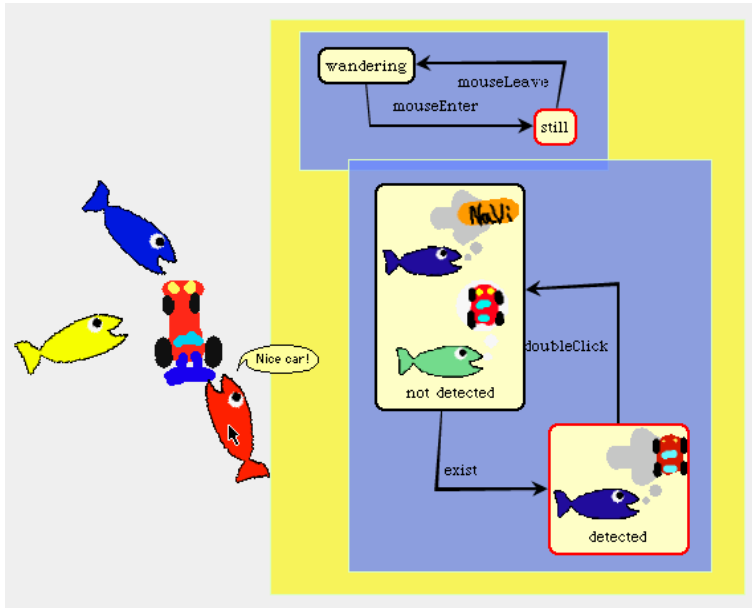 wandering
mouseLeave
mouseEnter
still
NaVi
Nice car!
doubleClick
not detected
exist
detected